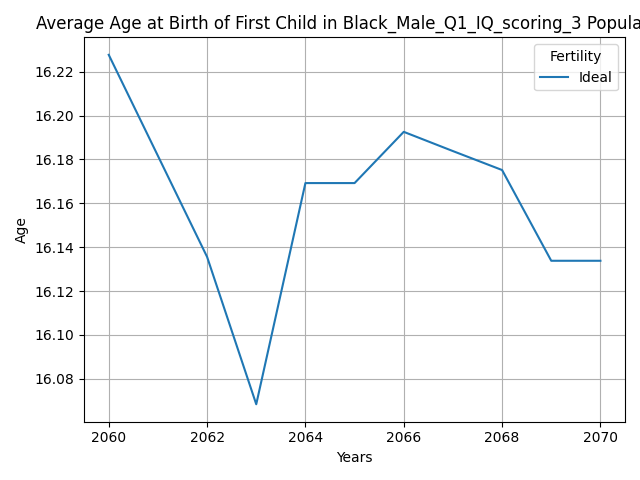 Average Age at Birth of First Child in Black_Male_Q1_IQ_scoring_3 Popula
Fertility
Ideal
16.22
16.20
16.18
16.16
16.14
16.12
16.10
16.08
Age
2060 2062 2064 2066 2068 2070
Years